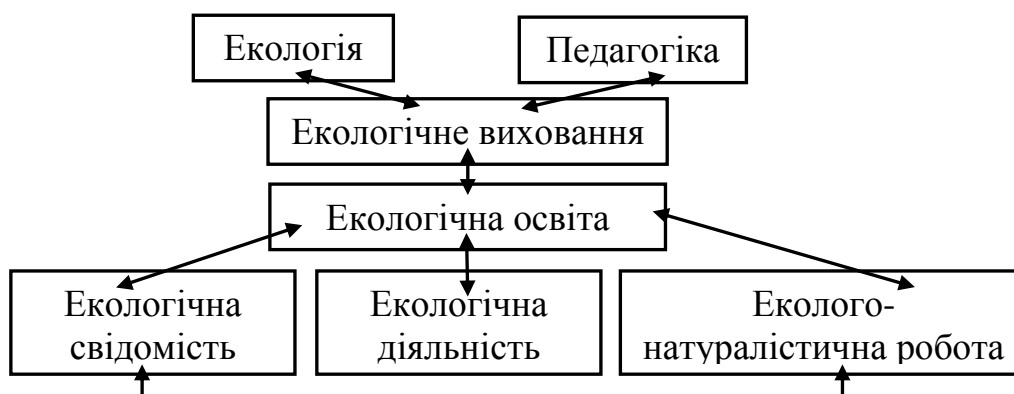 Екологія
Педагогіка
Екологічне виховання
Екологічна освіта
Екологічна
свідомість
Екологічна
діяльність
Еколого-
натуралістична робота